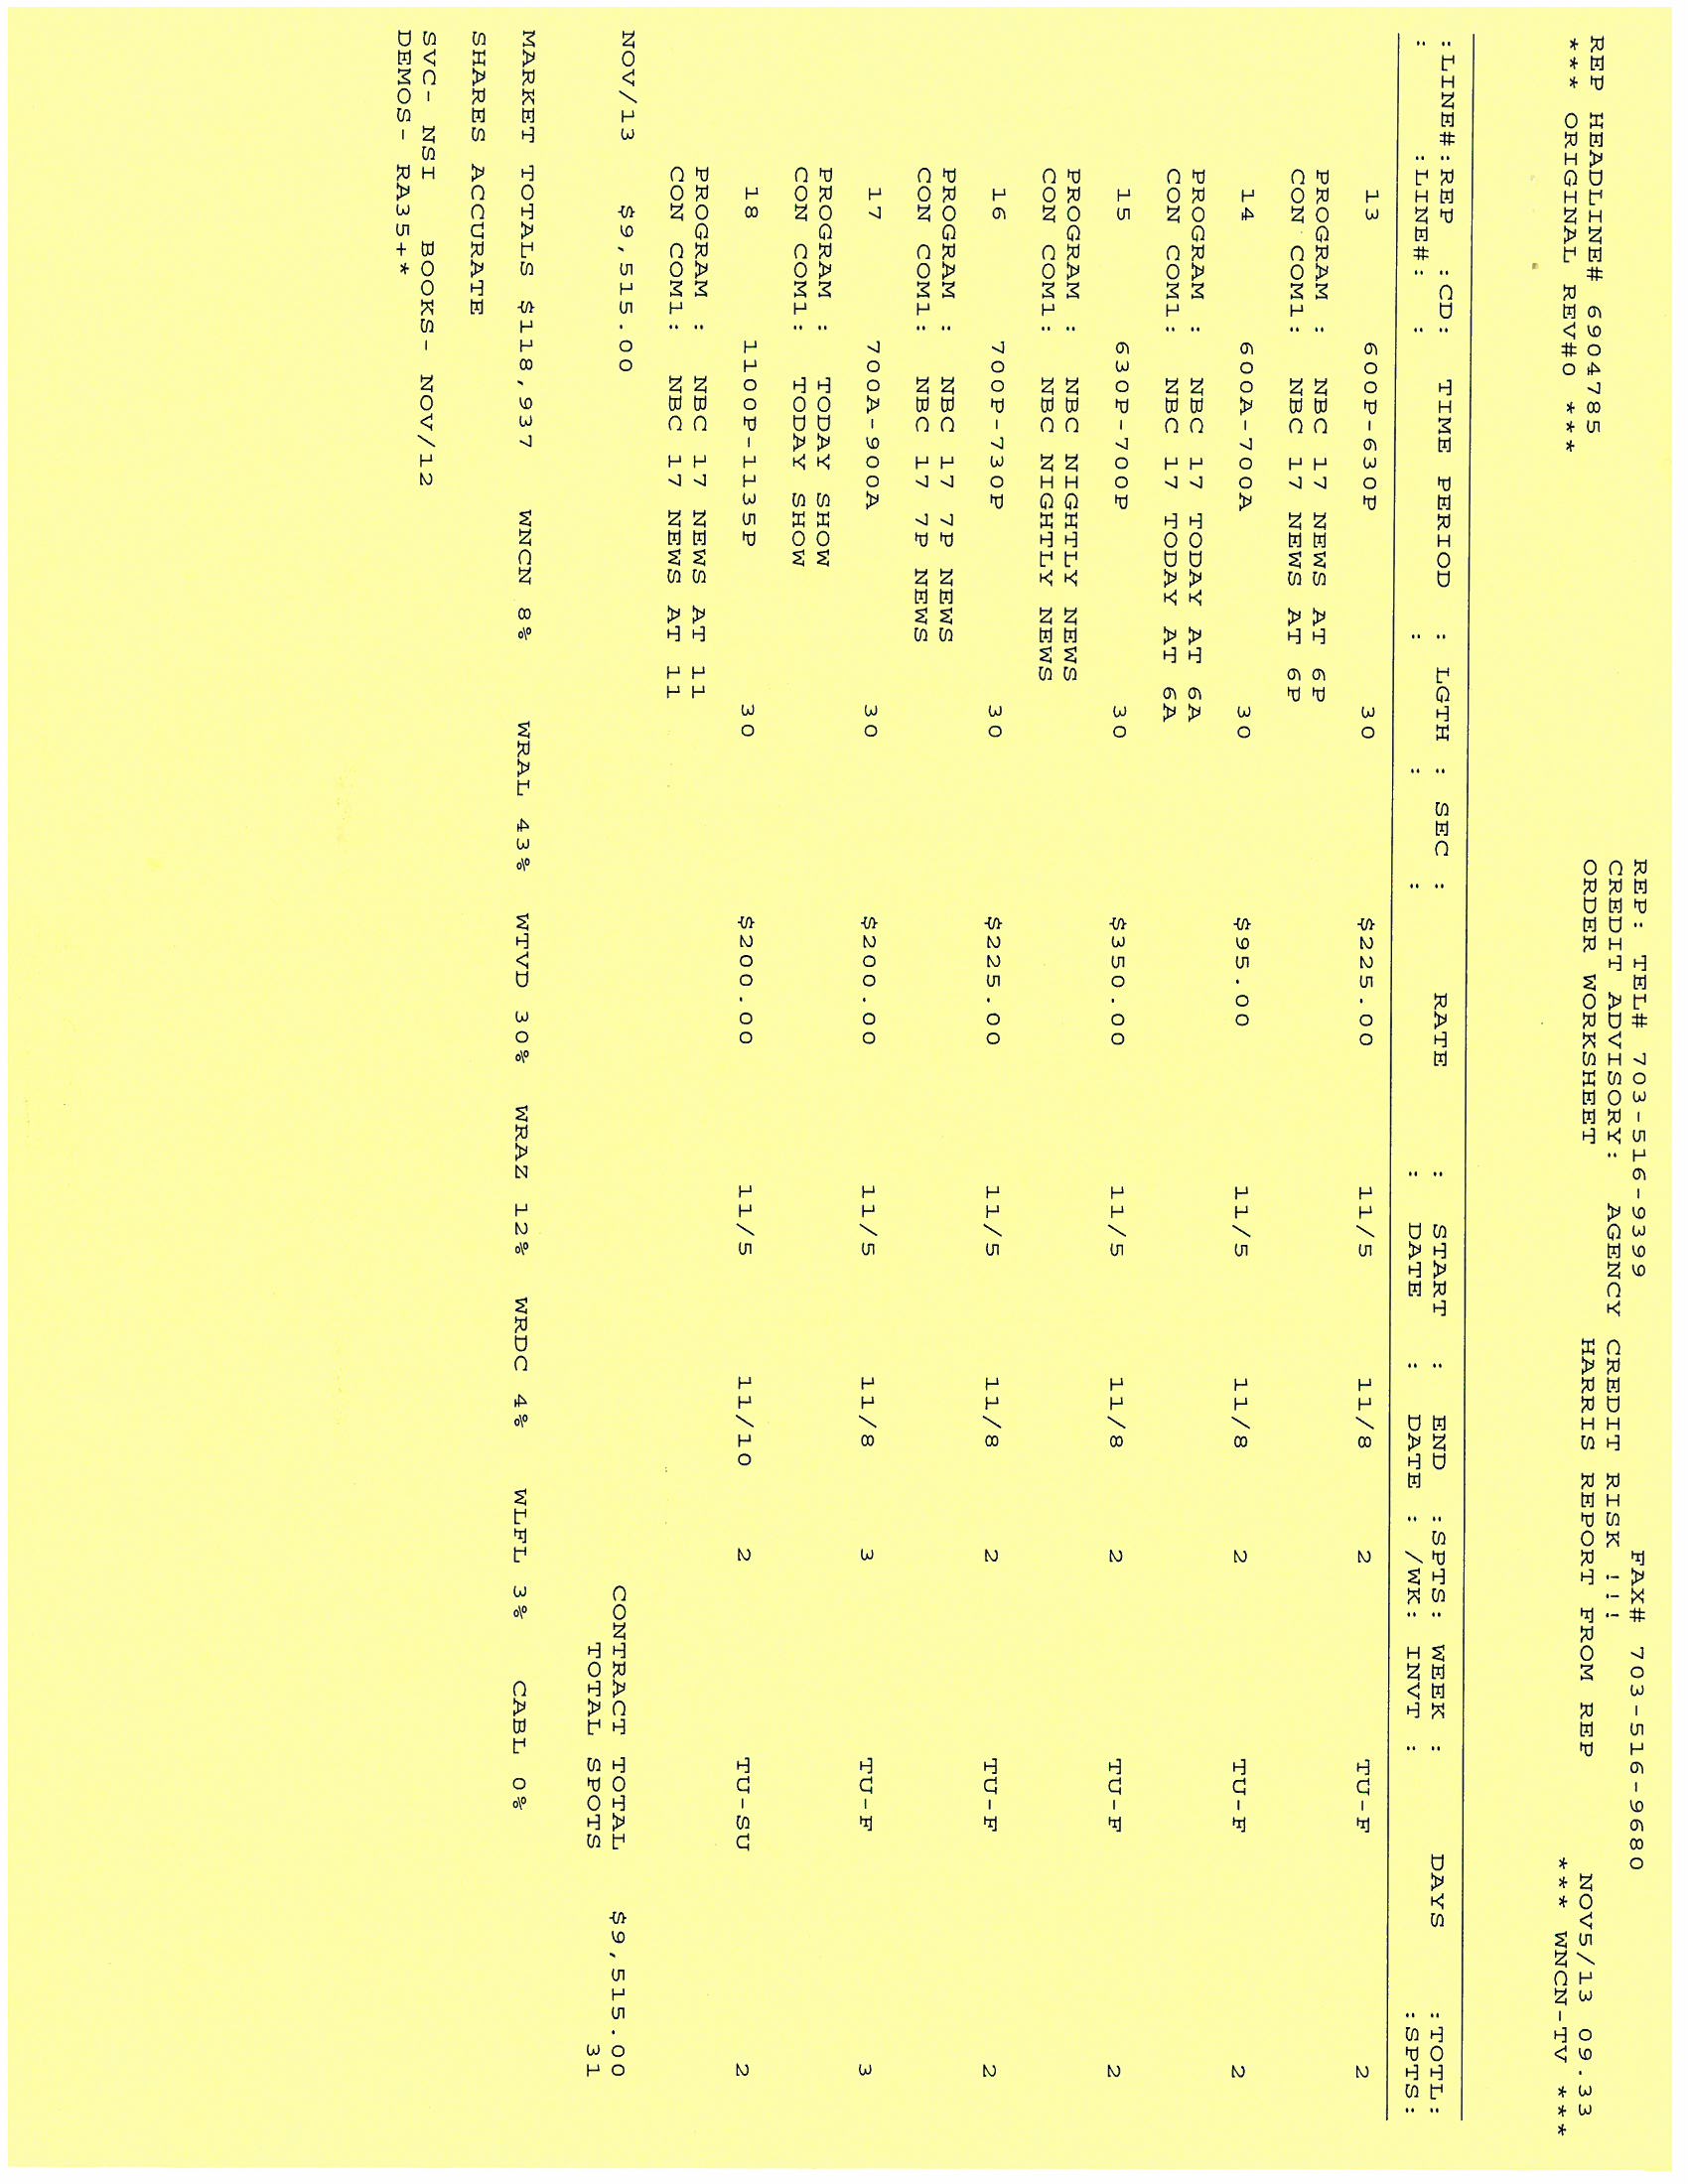 REP: TEL# 703-516-9399 FAX# 703-516-9680
CREDIT ADVISORY: AGENCY CREDIT RISK !!!
REP HEADLINE# 6904785 ORDER WORKSHEET HARRIS REPORT FROM REP NOV5/13 09.33
*** ORIGINAL REV#0 *** *** WNCN-TV ***
:LINE#:REP :CD: TIME PERIOD : LGTH : SEC : RATE : START : END :SPTS: WEEK : DAYS :TOTL:
: :LINE#: : : : : : DATE : DATE : /WK: INVT : :SPTS:
13 600P-630P 30 $225.00 11/5 11/8 2 TU-F 2
PROGRAM : NBC 17 NEWS AT 6P
CON COM1: NBC 17 NEWS AT 6P
14 600A-700A 30 $95.00 11/5 11/8 2 TU-F 2
PROGRAM : NBC 17 TODAY AT 6A
CON COM1: NBC 17 TODAY AT 6A
15 630P-700P 30 $350.00 11/5 11/8 2 TU-F 2
PROGRAM : NBC NIGHTLY NEWS
CON COM1: NBC NIGHTLY NEWS
16 700P-730P 30 $225.00 11/5 11/8 2 TU-F 2
PROGRAM : NBC 17 7P NEWS
CON COM1: NBC 17 7P NEWS
17 700A-900A 30 $200.00 11/5 11/8 3 TU-F 3
PROGRAM : TODAY SHOW
CON COM1: TODAY SHOW
18 1100P-1135P 30 $200.00 11/5 11/10 2 TU-SU 2
PROGRAM : NBC 17 NEWS AT 11
CON COM1: NBC 17 NEWS AT 11
NOV/13 $9,515.00 CONTRACT TOTAL $9,515.00
TOTAL SPOTS 31
MARKET TOTALS $118,937 WNCN 8% WRAL 43% WTVD 30% WRAZ 12% WRDC 4% WLFL 3% CABL 0%
SHARES ACCURATE
SVC- NSI BOOKS- NOV/12
DEMOS- RA35+*